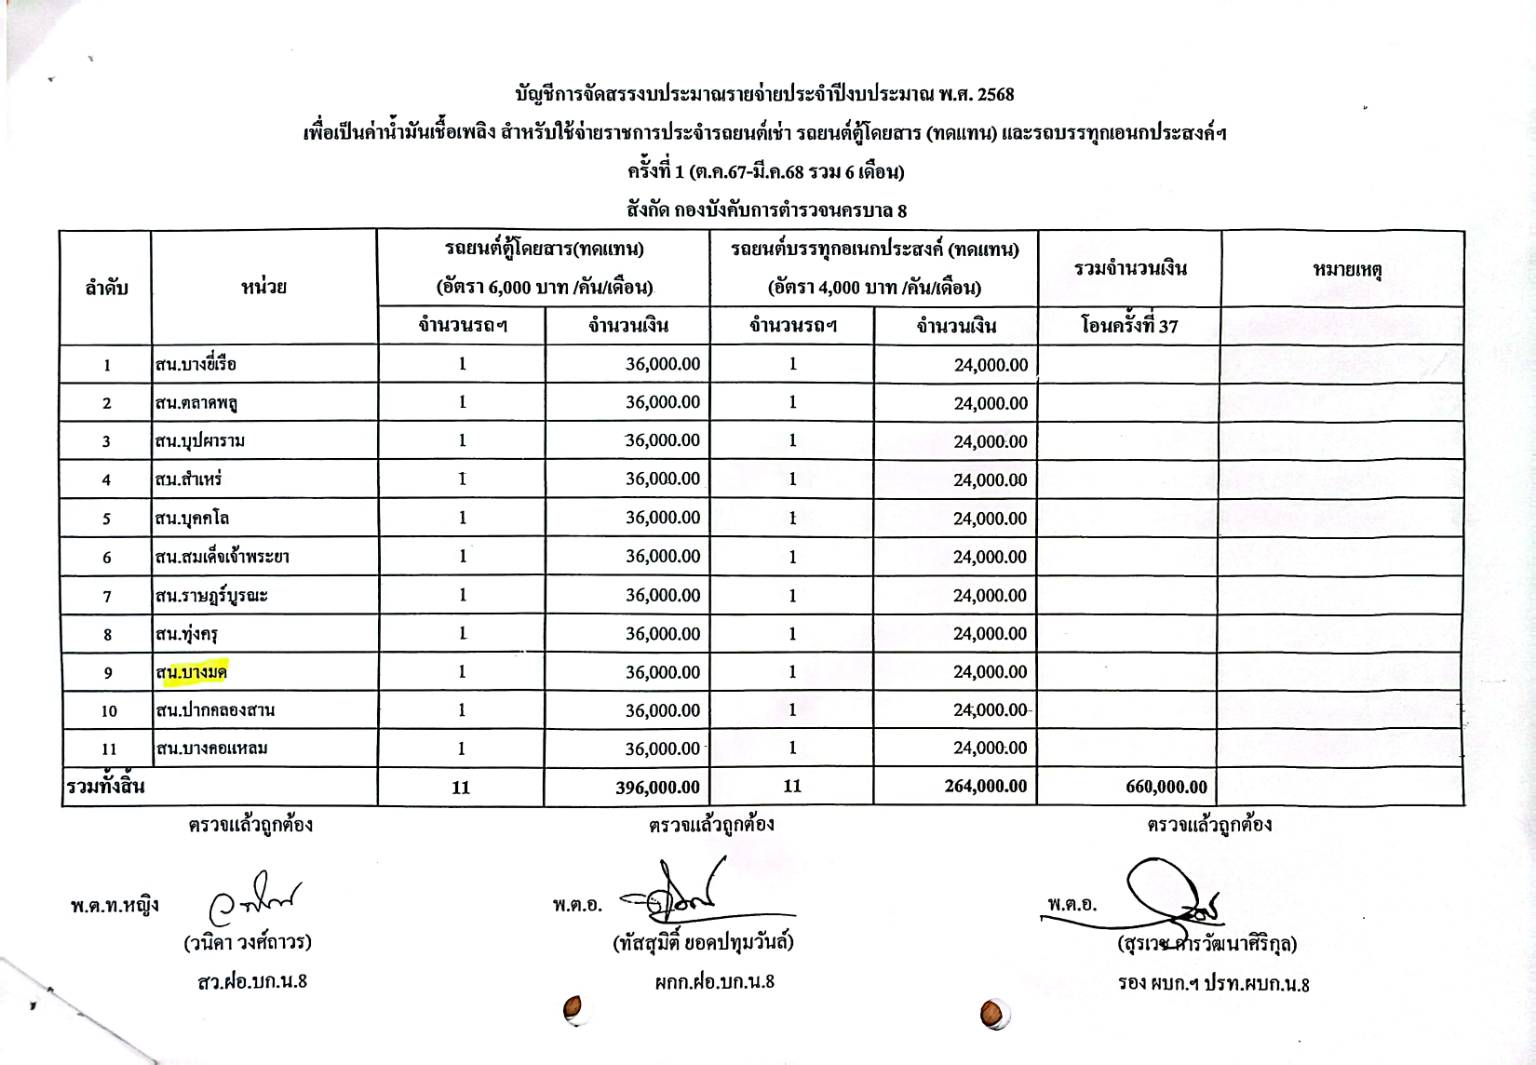 บัญชีการจัดสรรงบประมาณรายจ่ายประจำปีงบประมาณ พ.ศ. 2568
เพื่อเป็นค่าน้ำมันเชื้อเพลิง สำหรับใช้จ่ายราชการประจำรถยนต์เช่า รถยนต์ตู้โดยสาร (ทดแทน) และรถบรรทุกเอนกประสงค์ฯ
ครั้งที่ 1 (ต.ค.67-มี.ค.68 รวม 6 เดือน)
สังกัด กองบังคับการตำรวจนครบาล 8
ลำดับ หน่วย รถยนต์ตู้โดยสาร(ทดแทน) รถยนต์บรรทุกอเนกประสงค์ (ทดแทน) รวมจำนวนเงิน หมายเหตุ
(อัตรา 6,000 บาท /คัน/เดือน) (อัตรา 4,000 บาท /คัน/เดือน)
จำนวนรถฯ จำนวนเงิน จำนวนรถฯ จำนวนเงิน โอนครั้งที่ 37
1 สน.บางยี่เรือ 1 36,000.00 1 24,000.00
2 สน.ตลาดพลู 1 36,000.00 1 24,000.00
3 สน.บุปผาราม 1 36,000.00 1 24,000.00
4 สน.สำเหร่ 1 36,000.00 1 24,000.00
5 สน.บุคคโล 1 36,000.00 1 24,000.00
6 สน.สมเด็จเจ้าพระยา 1 36,000.00 1 24,000.00
7 สน.ราษฎร์บูรณะ 1 36,000.00 1 24,000.00
8 สน.ทุ่งครุ 1 36,000.00 1 24,000.00
9 สน.บางมด 1 36,000.00 1 24,000.00
10 สน.ปากคลองสาน 1 36,000.00 1 24,000.00
11 สน.บางคอแหลม 1 36,000.00 1 24,000.00
รวมทั้งสิ้น 11 396,000.00 11 264,000.00 660,000.00
ตรวจแล้วถูกต้อง ตรวจแล้วถูกต้อง ตรวจแล้วถูกต้อง
พ.ต.ท.หญิง พ.ต.อ. พ.ต.อ.
(วนิดา วงศ์ถาวร) (ทัสสุมิติ์ ยอดปทุมวันล์) (สุรเวช
สว.ฝอ.บก.น.8 ผกก.ฝอ.บก.น.8 รอง ผบก.ฯ ปรท.ผบก.น.8